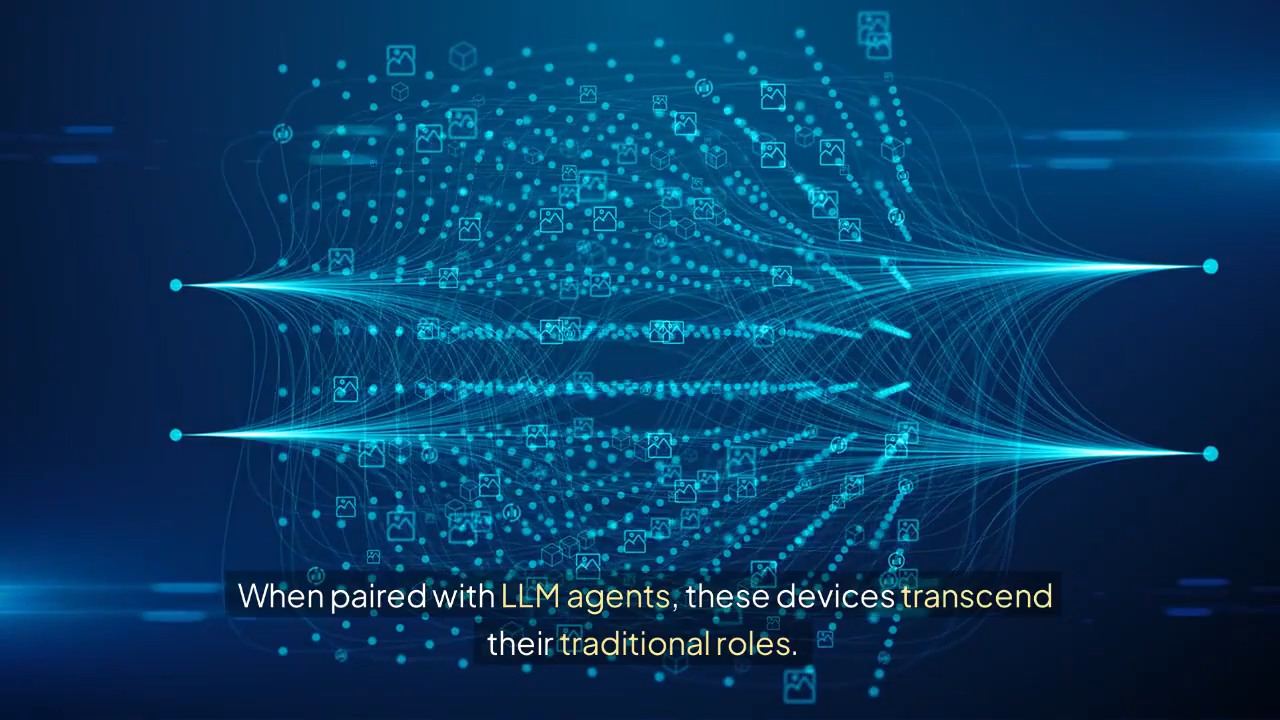 When paired with LLM agents, these devices transcend
their traditional roles.